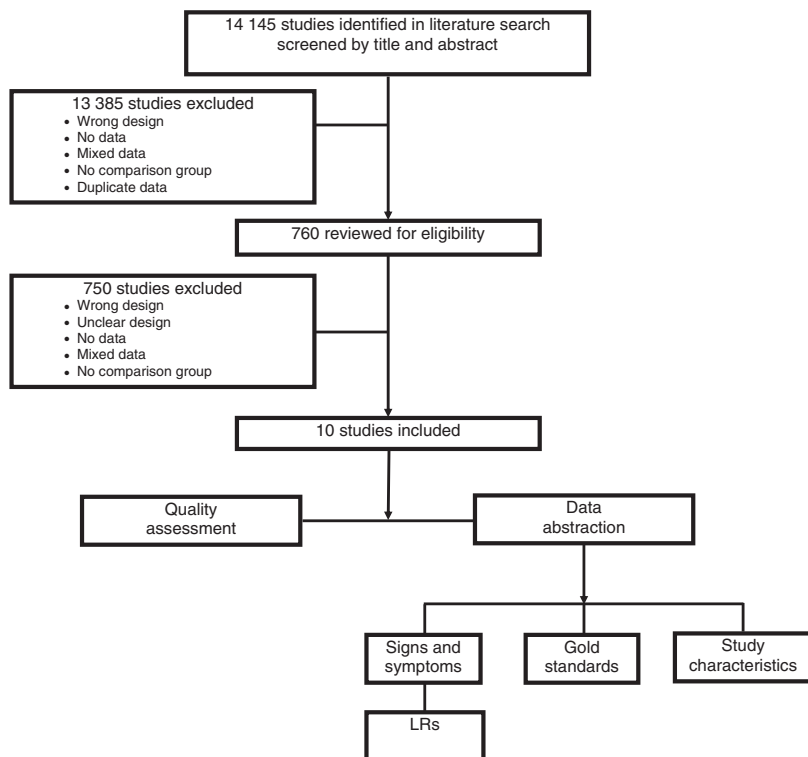 14 145 studies identified in literature search
screened by title and abstract
13 385 studies excluded
• Wrong design
• No data
• Mixed data
• No comparison group
• Duplicate data
760 reviewed for eligibility
750 studies excluded
• Wrong design
• Unclear design
• No data
• Mixed data
• No comparison group
10 studies included
Quality
assessment
Data
abstraction
Signs and
symptoms
Gold
standards
Study
characteristics
LRs